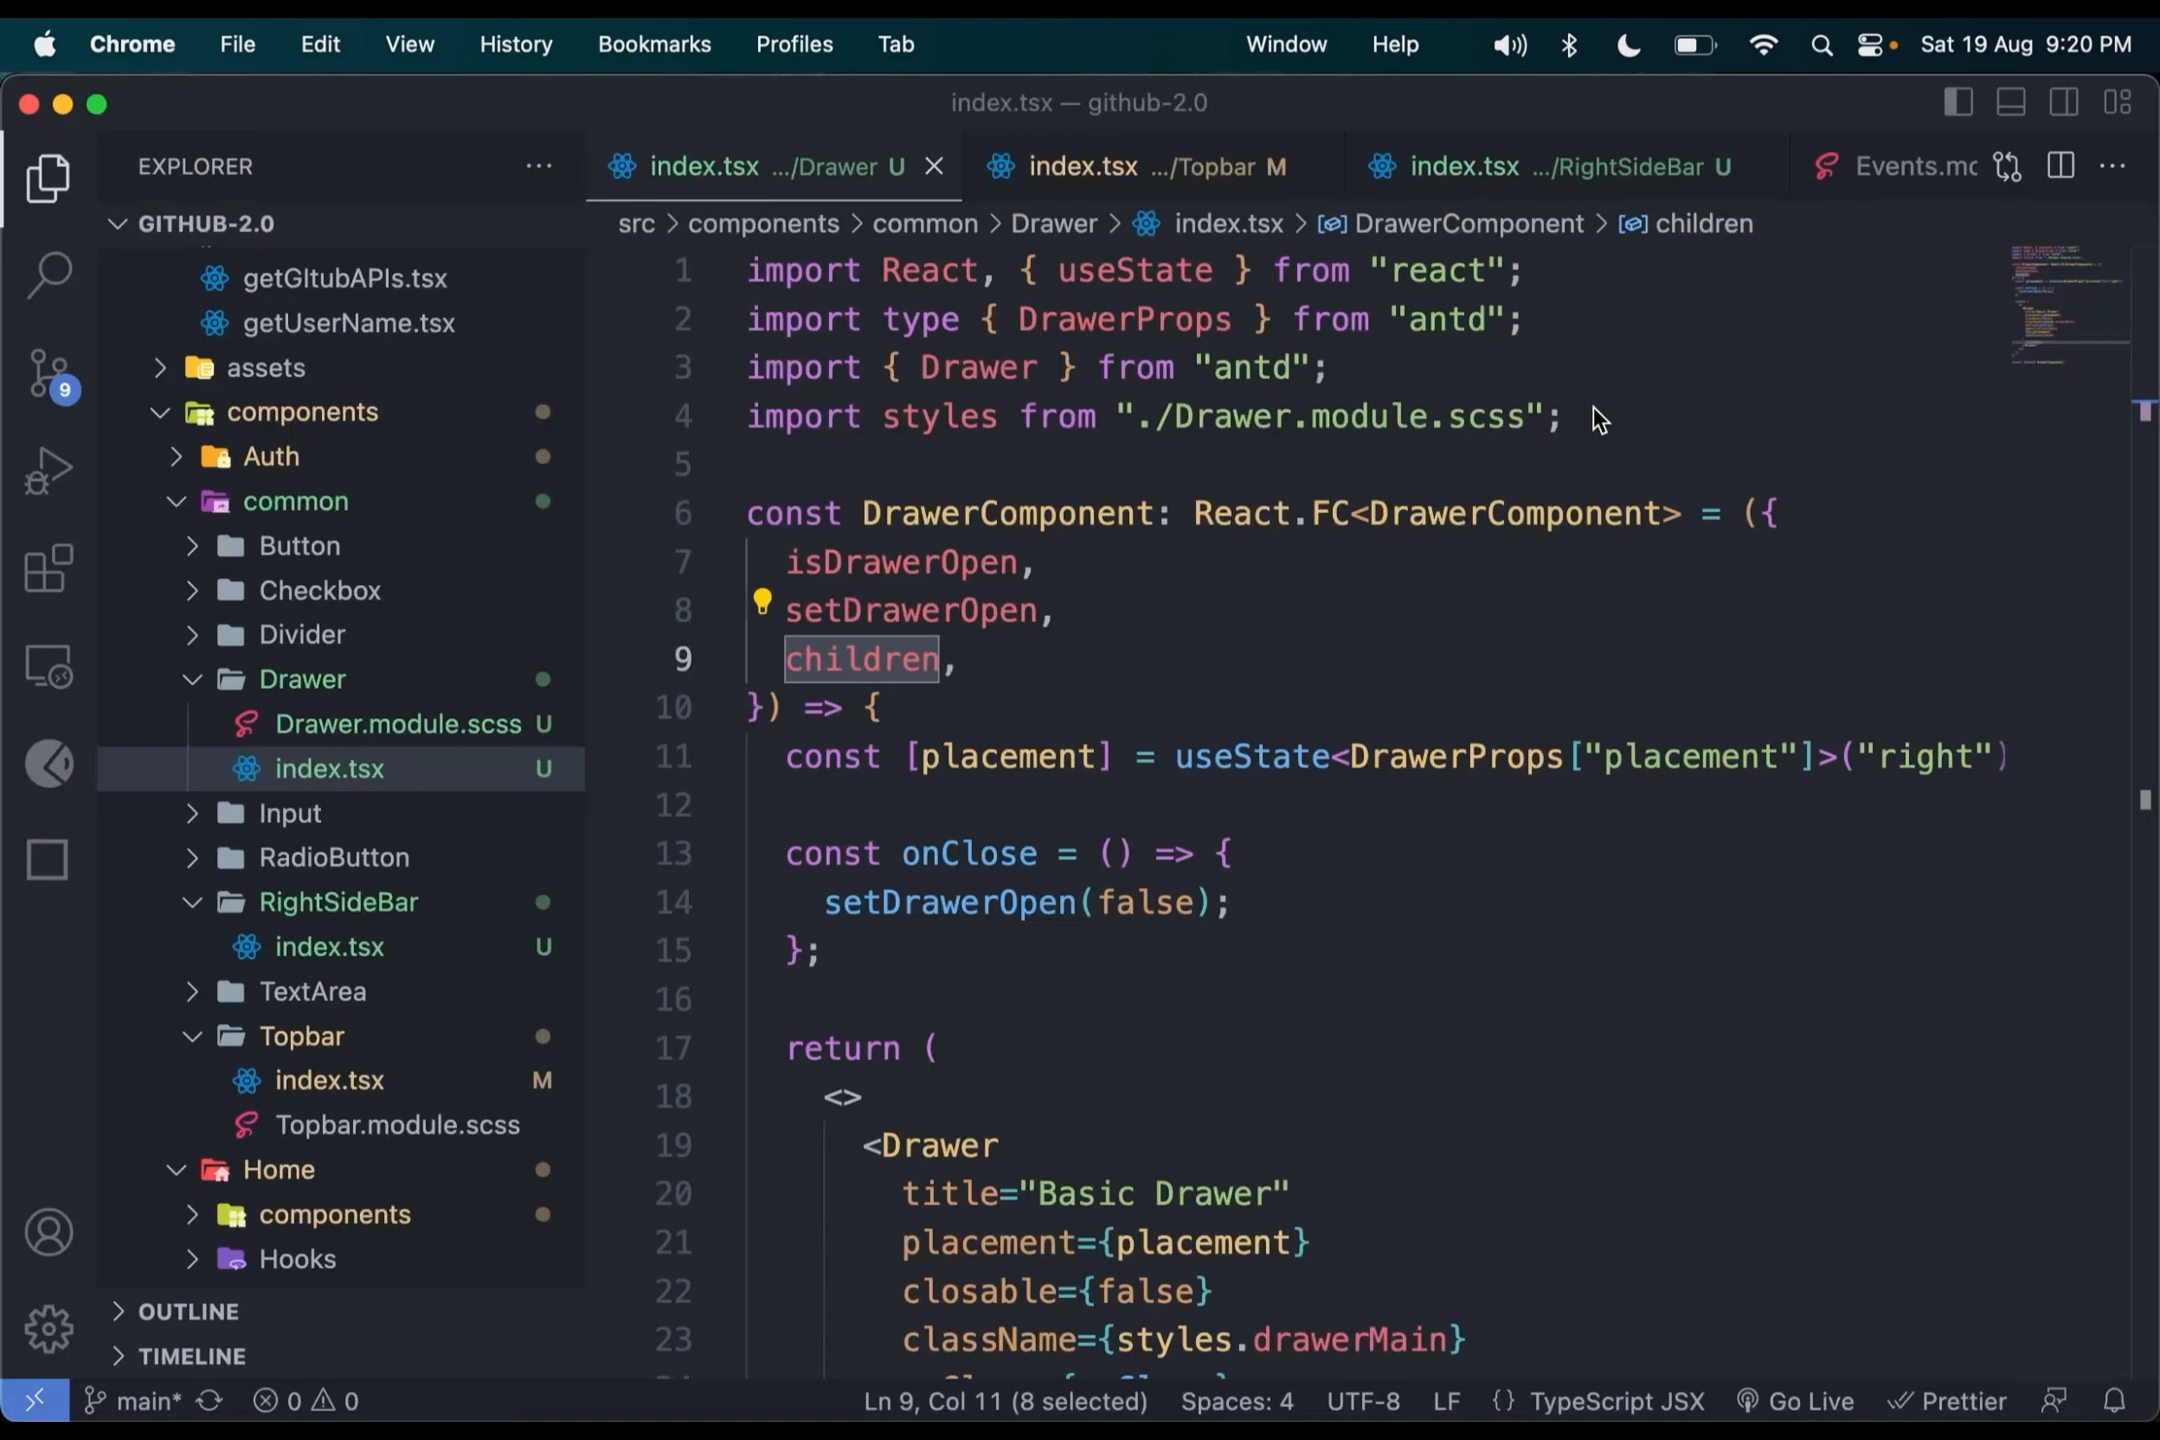 Chrome File Edit View History Bookmarks Profiles Tab Window Help Sat 19 Aug 9:20 PM
index.tsx — github-2.0
EXPLORER
index.tsx .../Drawer U
index.tsx .../Topbar M
index.tsx .../RightSideBar U
Events.mc
GITHUB-2.0
src > components > common > Drawer > index.tsx > DrawerComponent > children
getGItubAPIs.tsx
getUserName.tsx
assets
components
Auth
common
Button
Checkbox
Divider
Drawer
Drawer.module.scss U
index.tsx U
Input
RadioButton
RightSideBar
index.tsx U
TextArea
Topbar
index.tsx M
Topbar.module.scss
Home
components
Hooks
OUTLINE
TIMELINE
9
1 import React, { useState } from "react";
2 import type { DrawerProps } from "antd";
3 import { Drawer } from "antd";
4 import styles from "./Drawer.module.scss";
5
6 const DrawerComponent: React.FC<DrawerComponent> = ({
7 isDrawerOpen,
8 setDrawerOpen,
9 children,
10 }) => {
11 const [placement] = useState<DrawerProps["placement"]>("right")
12
13 const onClose = () => {
14 setDrawerOpen(false);
15 };
16
17 return (
18 <>
19 <Drawer
20 title="Basic Drawer"
21 placement={placement}
22 closable={false}
23 className={styles.drawerMain}
main* 0 0 Ln 9, Col 11 (8 selected) Spaces: 4 UTF-8 LF {} TypeScript JSX Go Live Prettier